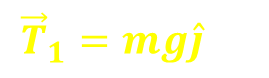 T⃗₁ = mgĵ